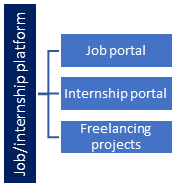 Job/internship platform
Job portal
Internship portal
Freelancing
projects